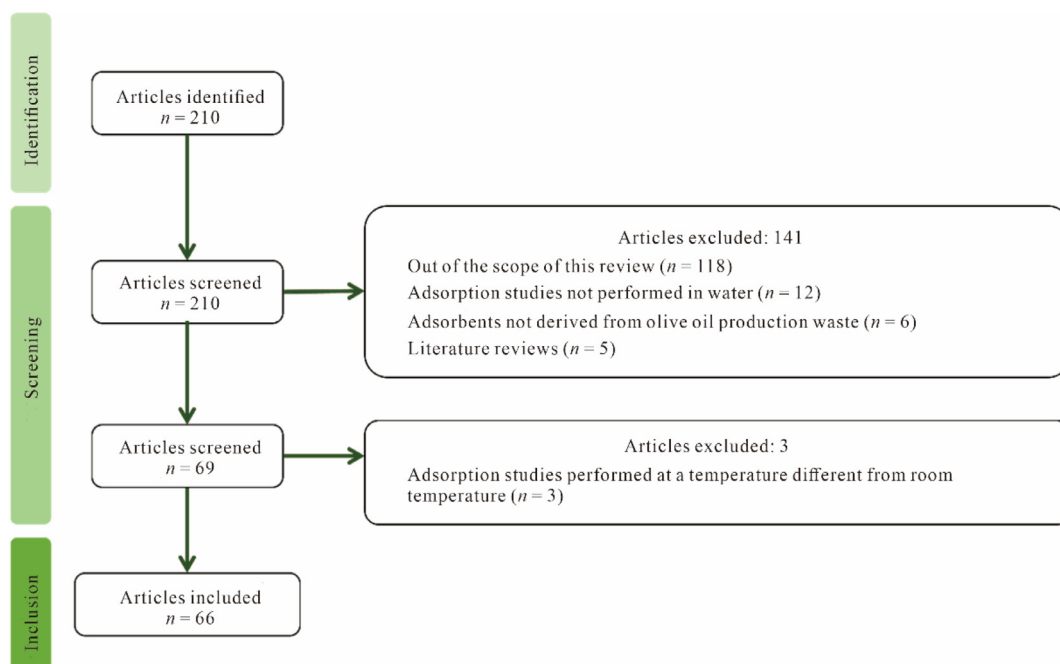 Identification
Articles identified
n = 210
Screening
Articles screened
n = 210
Articles excluded: 141
Out of the scope of this review (n = 118)
Adsorption studies not performed in water (n = 12)
Adsorbents not derived from olive oil production waste (n = 6)
Literature reviews (n = 5)
Articles screened
n = 69
Articles excluded: 3
Adsorption studies performed at a temperature different from room
temperature (n = 3)
Inclusion
Articles included
n = 66